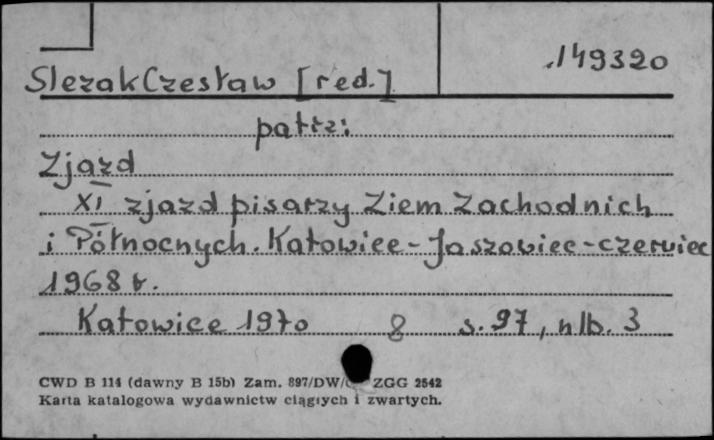 149320
Slezak Czesław [red.]
patrz:
Zjazd
XI zjazd pisarzy Ziem Zachodnich
i Północnych. Katowice - Jaszowiec - czerwiec
1968 r.
Katowice 1970 8 s. 97, nlb. 3
CWD B 114 (dawny B 15b) Zam. 897/DW/ ZGG 2542
Karta katalogowa wydawnictw ciągłych i zwartych.